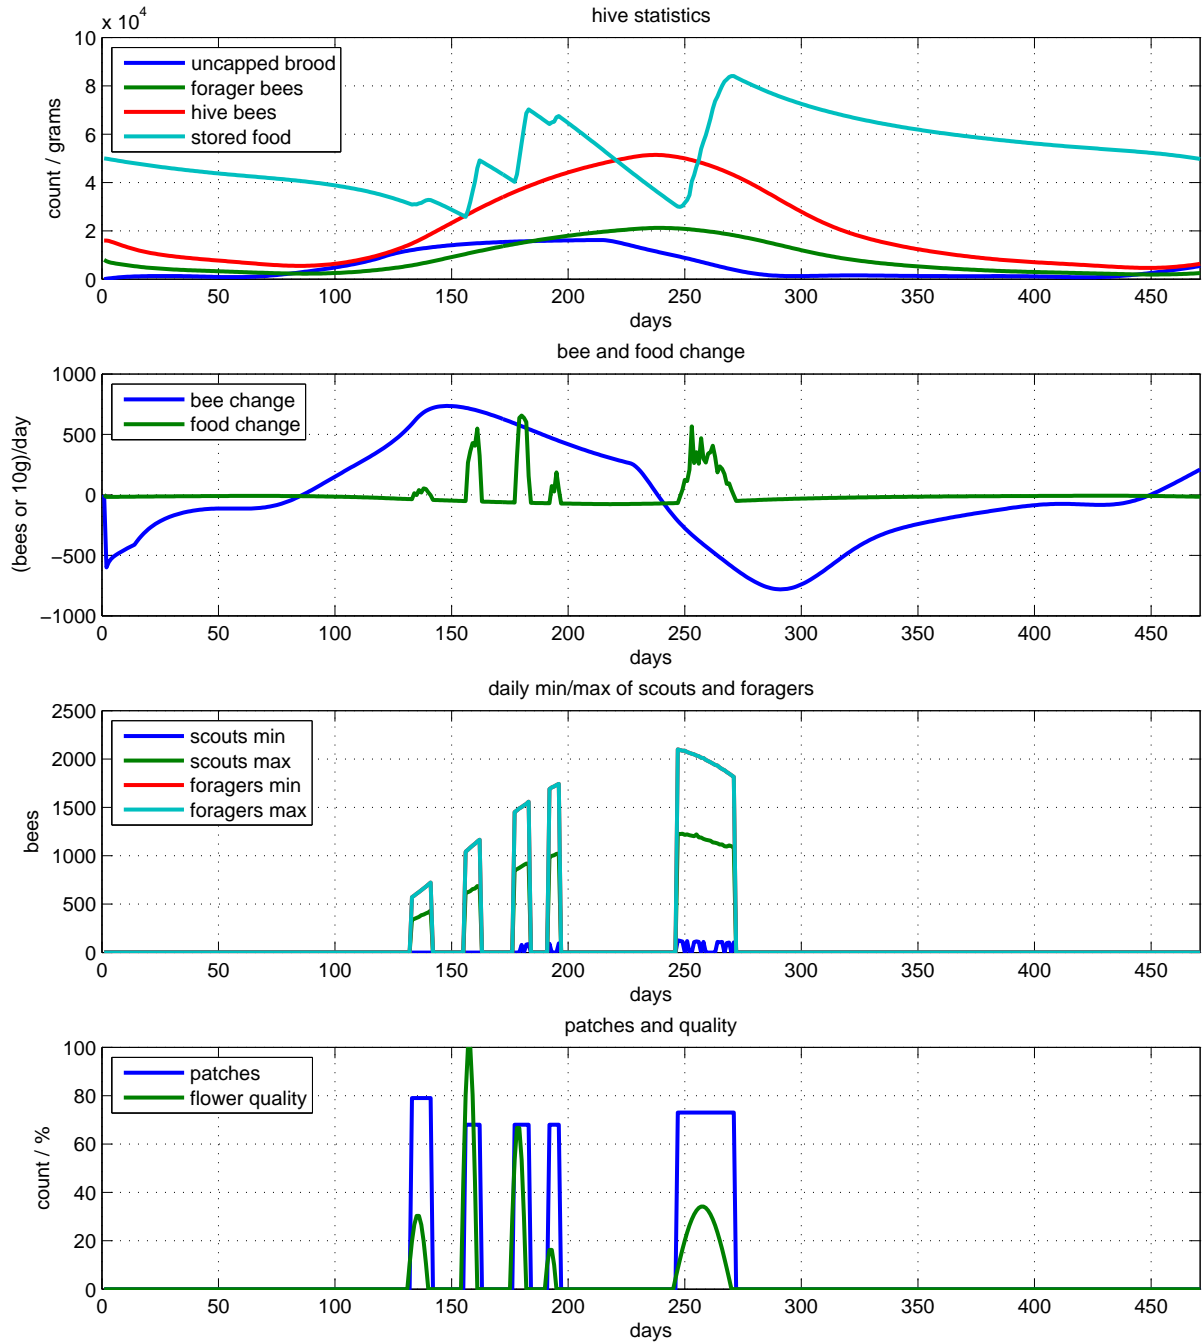 hive statistics
x 10^4
10
8
6
4
2
0
count / grams
uncapped brood
forager bees
hive bees
stored food
0 50 100 150 200 250 300 350 400 450
days
bee and food change
1000
500
0
−500
−1000
(bees or 10g)/day
bee change
food change
0 50 100 150 200 250 300 350 400 450
days
daily min/max of scouts and foragers
2500
2000
1500
1000
500
0
bees
scouts min
scouts max
foragers min
foragers max
0 50 100 150 200 250 300 350 400 450
days
patches and quality
100
80
60
40
20
0
count / %
patches
flower quality
0 50 100 150 200 250 300 350 400 450
days